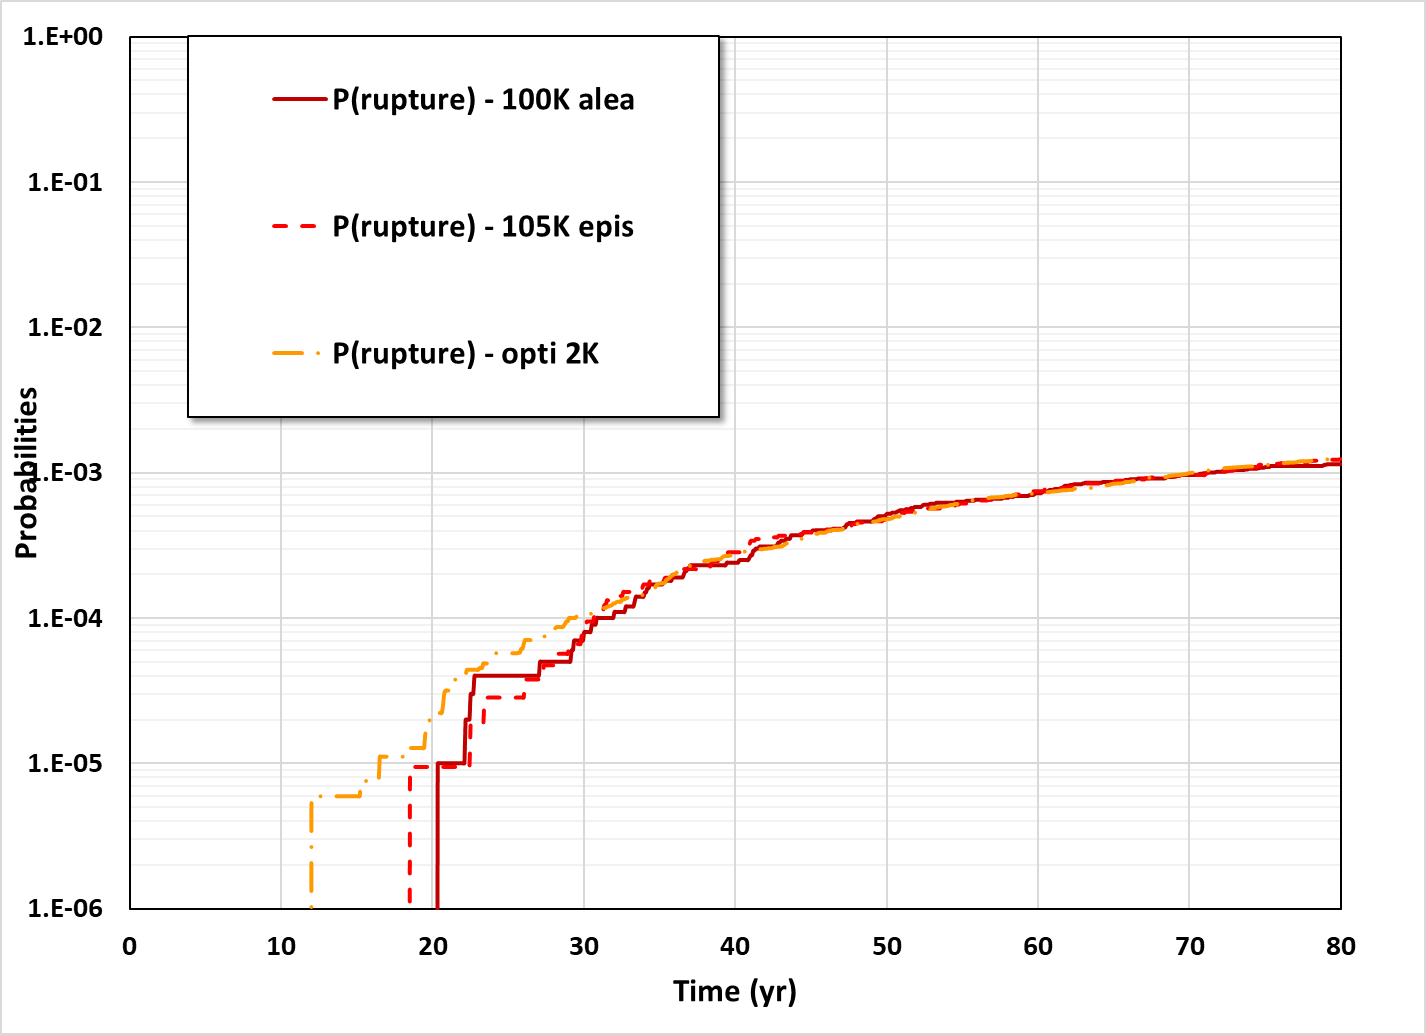 1.E+00
1.E-01
1.E-02
1.E-03
1.E-04
1.E-05
1.E-06
Probabilities
P(rupture) - 100K alea
P(rupture) - 105K epis
P(rupture) - opti 2K
0 10 20 30 40 50 60 70 80
Time (yr)